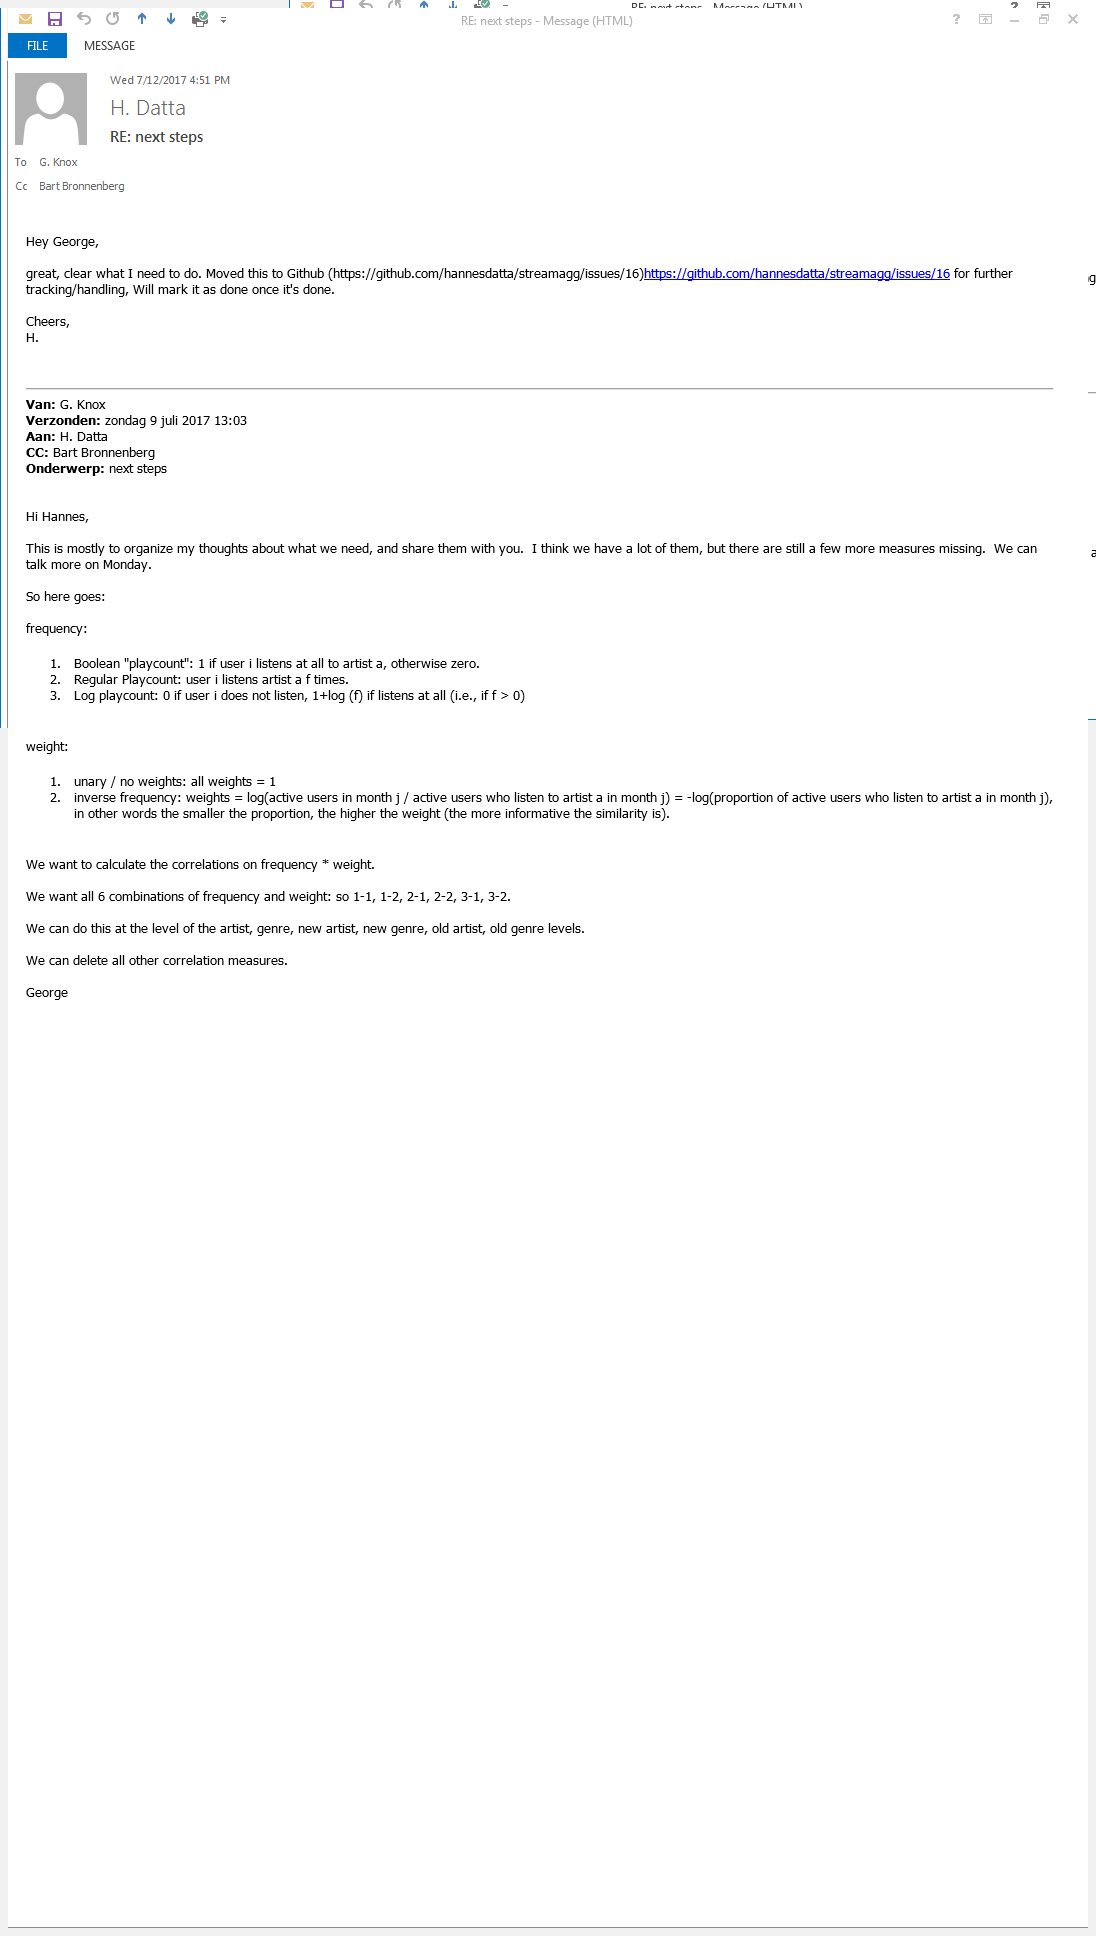 RE: next steps - Message (HTML)
FILE MESSAGE
Wed 7/12/2017 4:51 PM
H. Datta
RE: next steps
To G. Knox
Cc Bart Bronnenberg
Hey George,
great, clear what I need to do. Moved this to Github (https://github.com/hannesdatta/streamagg/issues/16)https://github.com/hannesdatta/streamagg/issues/16 for further
tracking/handling, Will mark it as done once it's done.
Cheers,
H.
Van: G. Knox
Verzonden: zondag 9 juli 2017 13:03
Aan: H. Datta
CC: Bart Bronnenberg
Onderwerp: next steps
Hi Hannes,
This is mostly to organize my thoughts about what we need, and share them with you.  I think we have a lot of them, but there are still a few more measures missing.  We can
talk more on Monday.
So here goes:
frequency:
1. Boolean "playcount": 1 if user i listens at all to artist a, otherwise zero.
2. Regular Playcount: user i listens artist a f times.
3. Log playcount: 0 if user i does not listen, 1+log (f) if listens at all (i.e., if f > 0)
weight:
1. unary / no weights: all weights = 1
2. inverse frequency: weights = log(active users in month j / active users who listen to artist a in month j) = -log(proportion of active users who listen to artist a in month j),
in other words the smaller the proportion, the higher the weight (the more informative the similarity is).
We want to calculate the correlations on frequency * weight.
We want all 6 combinations of frequency and weight: so 1-1, 1-2, 2-1, 2-2, 3-1, 3-2.
We can do this at the level of the artist, genre, new artist, new genre, old artist, old genre levels.
We can delete all other correlation measures.
George